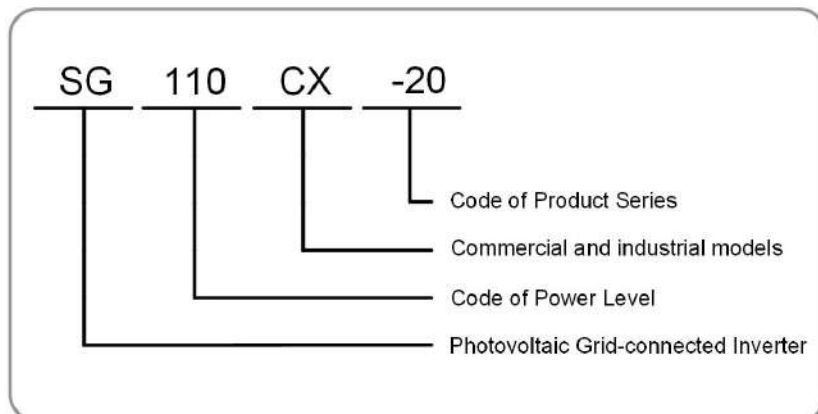 SG 110 CX -20
Code of Product Series
Commercial and industrial models
Code of Power Level
Photovoltaic Grid-connected Inverter